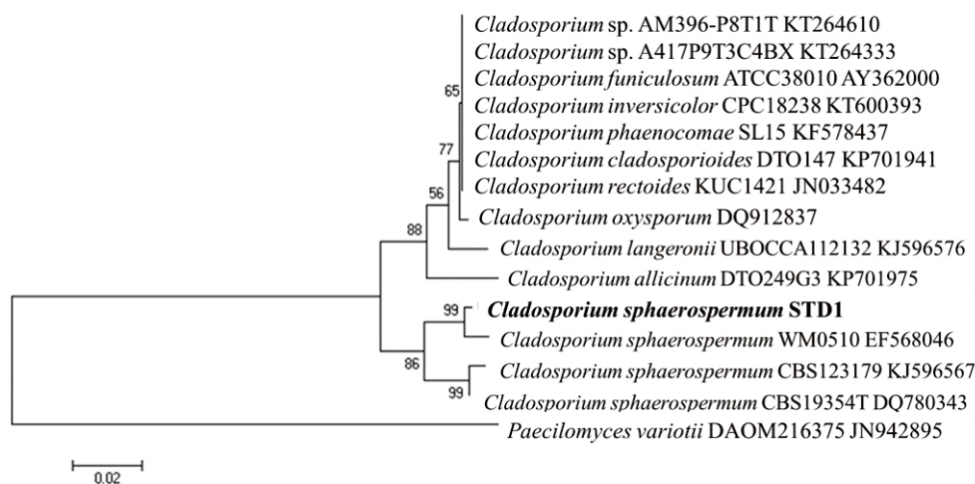 Cladosporium sp. AM396-P8T1T KT264610
Cladosporium sp. A417P9T3C4BX KT264333
Cladosporium funiculosum ATCC38010 AY362000
65
Cladosporium inversicolor CPC18238 KT600393
Cladosporium phaenocomae SL15 KF578437
77
Cladosporium cladosporioides DTO147 KP701941
Cladosporium rectoides KUC1421 JN033482
56
Cladosporium oxysporum DQ912837
88
Cladosporium langeronii UBOCCA112132 KJ596576
Cladosporium allicinum DTO249G3 KP701975
99
Cladosporium sphaerospermum STD1
Cladosporium sphaerospermum WM0510 EF568046
86
Cladosporium sphaerospermum CBS123179 KJ596567
99
Cladosporium sphaerospermum CBS19354T DQ780343
Paecilomyces variotii DAOM216375 JN942895
0.02